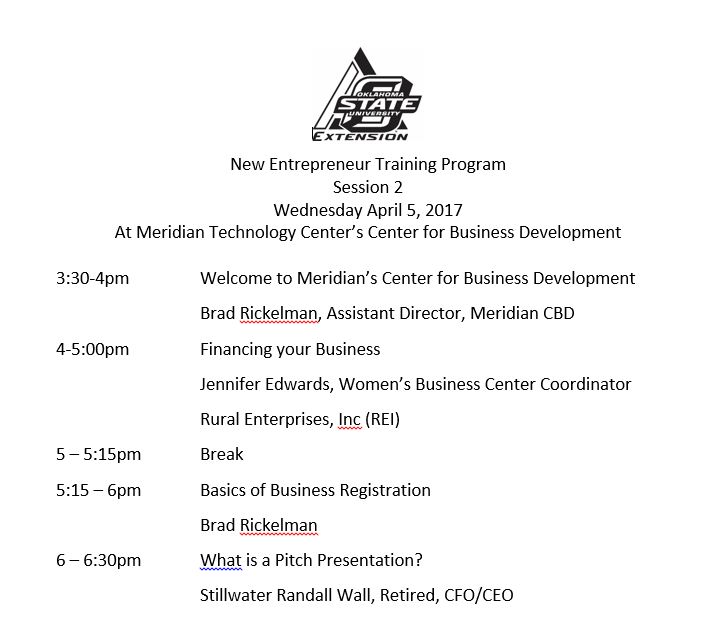 OKLAHOMA
STATE
UNIVERSITY
EXTENSION
New Entrepreneur Training Program
Session 2
Wednesday April 5, 2017
At Meridian Technology Center’s Center for Business Development
3:30-4pm Welcome to Meridian’s Center for Business Development
Brad Rickelman, Assistant Director, Meridian CBD
4-5:00pm Financing your Business
Jennifer Edwards, Women’s Business Center Coordinator
Rural Enterprises, Inc (REI)
5 – 5:15pm Break
5:15 – 6pm Basics of Business Registration
Brad Rickelman
6 – 6:30pm What is a Pitch Presentation?
Stillwater Randall Wall, Retired, CFO/CEO